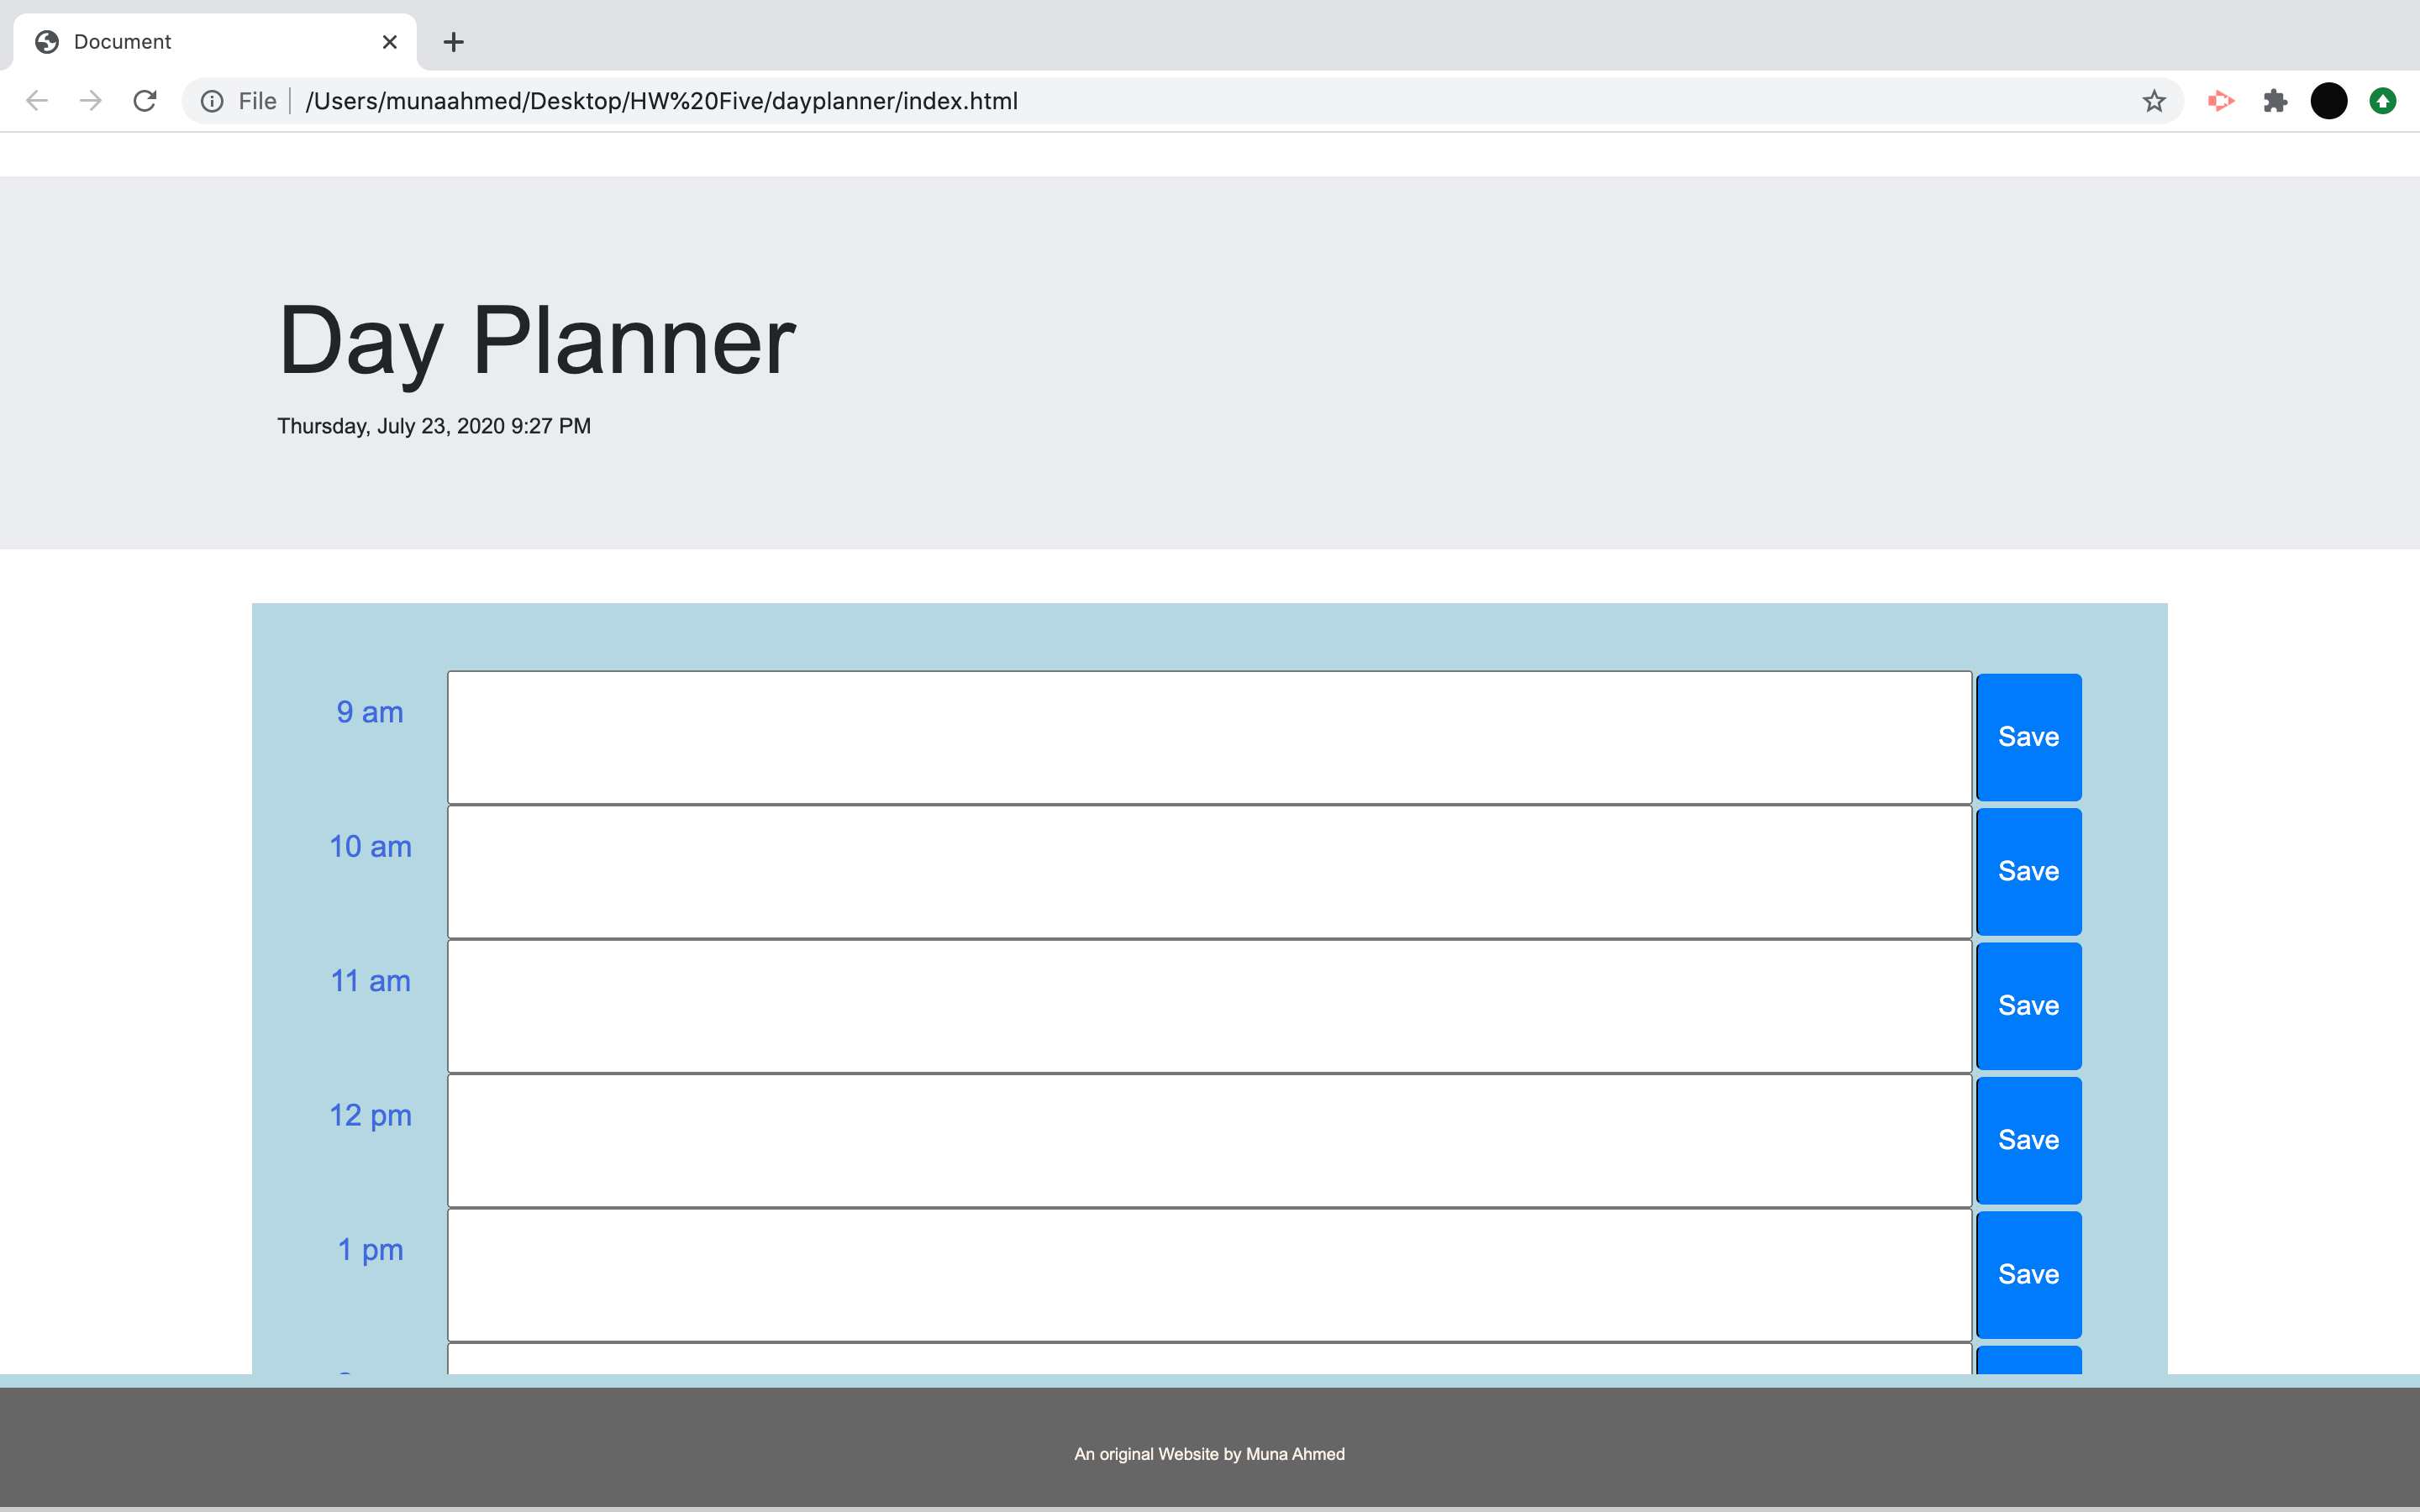 Document
File /Users/munaahmed/Desktop/HW%20Five/dayplanner/index.html
Day Planner
Thursday, July 23, 2020 9:27 PM
9 am
Save
10 am
Save
11 am
Save
12 pm
Save
1 pm
Save
An original Website by Muna Ahmed